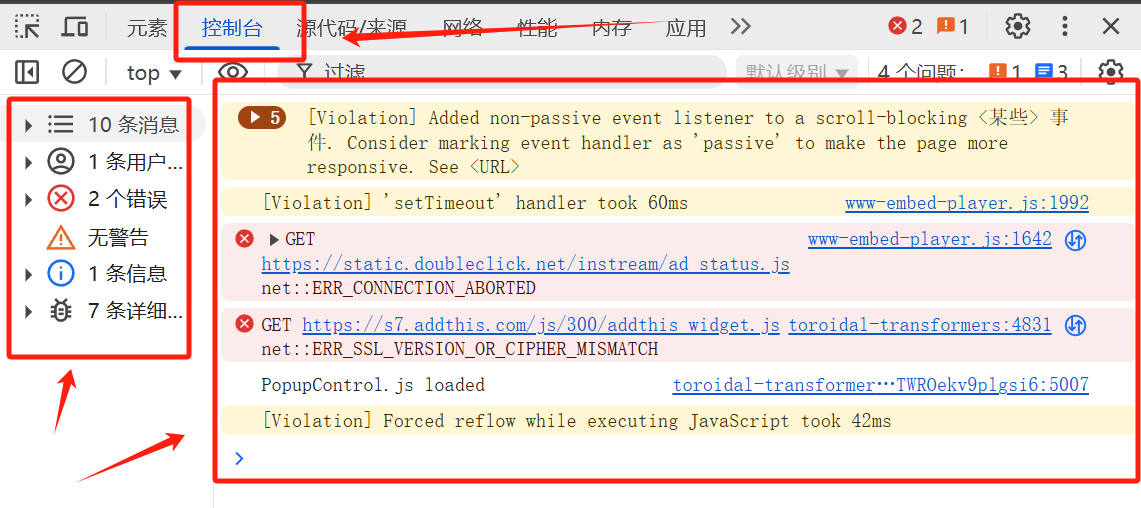 元素 控制台 源代码/来源 网络 性能 内存 应用 2 1
top 过滤 默认级别 4 个问题: 1 3
10 条消息
1 条用户...
2 个错误
无警告
1 条信息
7 条详细...
5 [Violation] Added non-passive event listener to a scroll-blocking <某些> 事
件. Consider marking event handler as 'passive' to make the page more
responsive. See <URL>
[Violation] 'setTimeout' handler took 60ms www-embed-player.js:1992
GET www-embed-player.js:1642
https://static.doubleclick.net/instream/ad_status.js
net::ERR_CONNECTION_ABORTED
GET https://s7.addthis.com/js/300/addthis_widget.js toroidal-transformers:4831
net::ERR_SSL_VERSION_OR_CIPHER_MISMATCH
PopupControl.js loaded toroidal-transformer…TWROekv9plgsi6:5007
[Violation] Forced reflow while executing JavaScript took 42ms